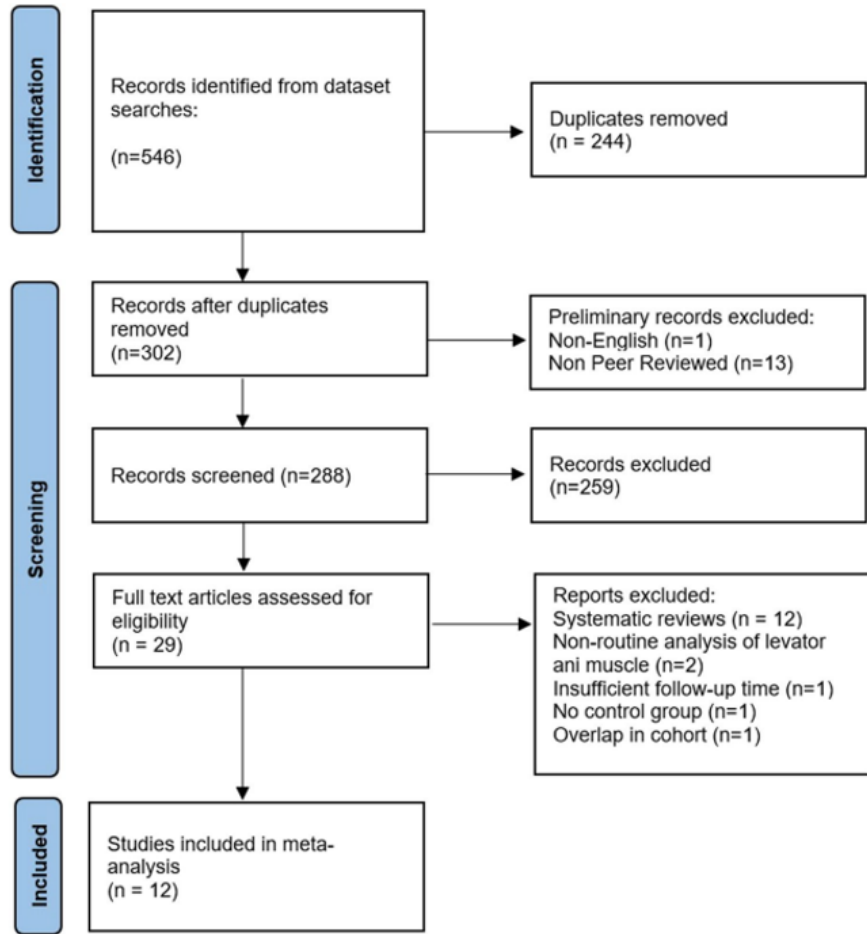 Identification
Records identified from dataset
searches:
(n=546)
Duplicates removed
(n = 244)
Screening
Records after duplicates
removed
(n=302)
Preliminary records excluded:
Non-English (n=1)
Non Peer Reviewed (n=13)
Records screened (n=288)
Records excluded
(n=259)
Full text articles assessed for
eligibility
(n = 29)
Reports excluded:
Systematic reviews (n = 12)
Non-routine analysis of levator
ani muscle (n=2)
Insufficient follow-up time (n=1)
No control group (n=1)
Overlap in cohort (n=1)
Included
Studies included in meta-
analysis
(n = 12)